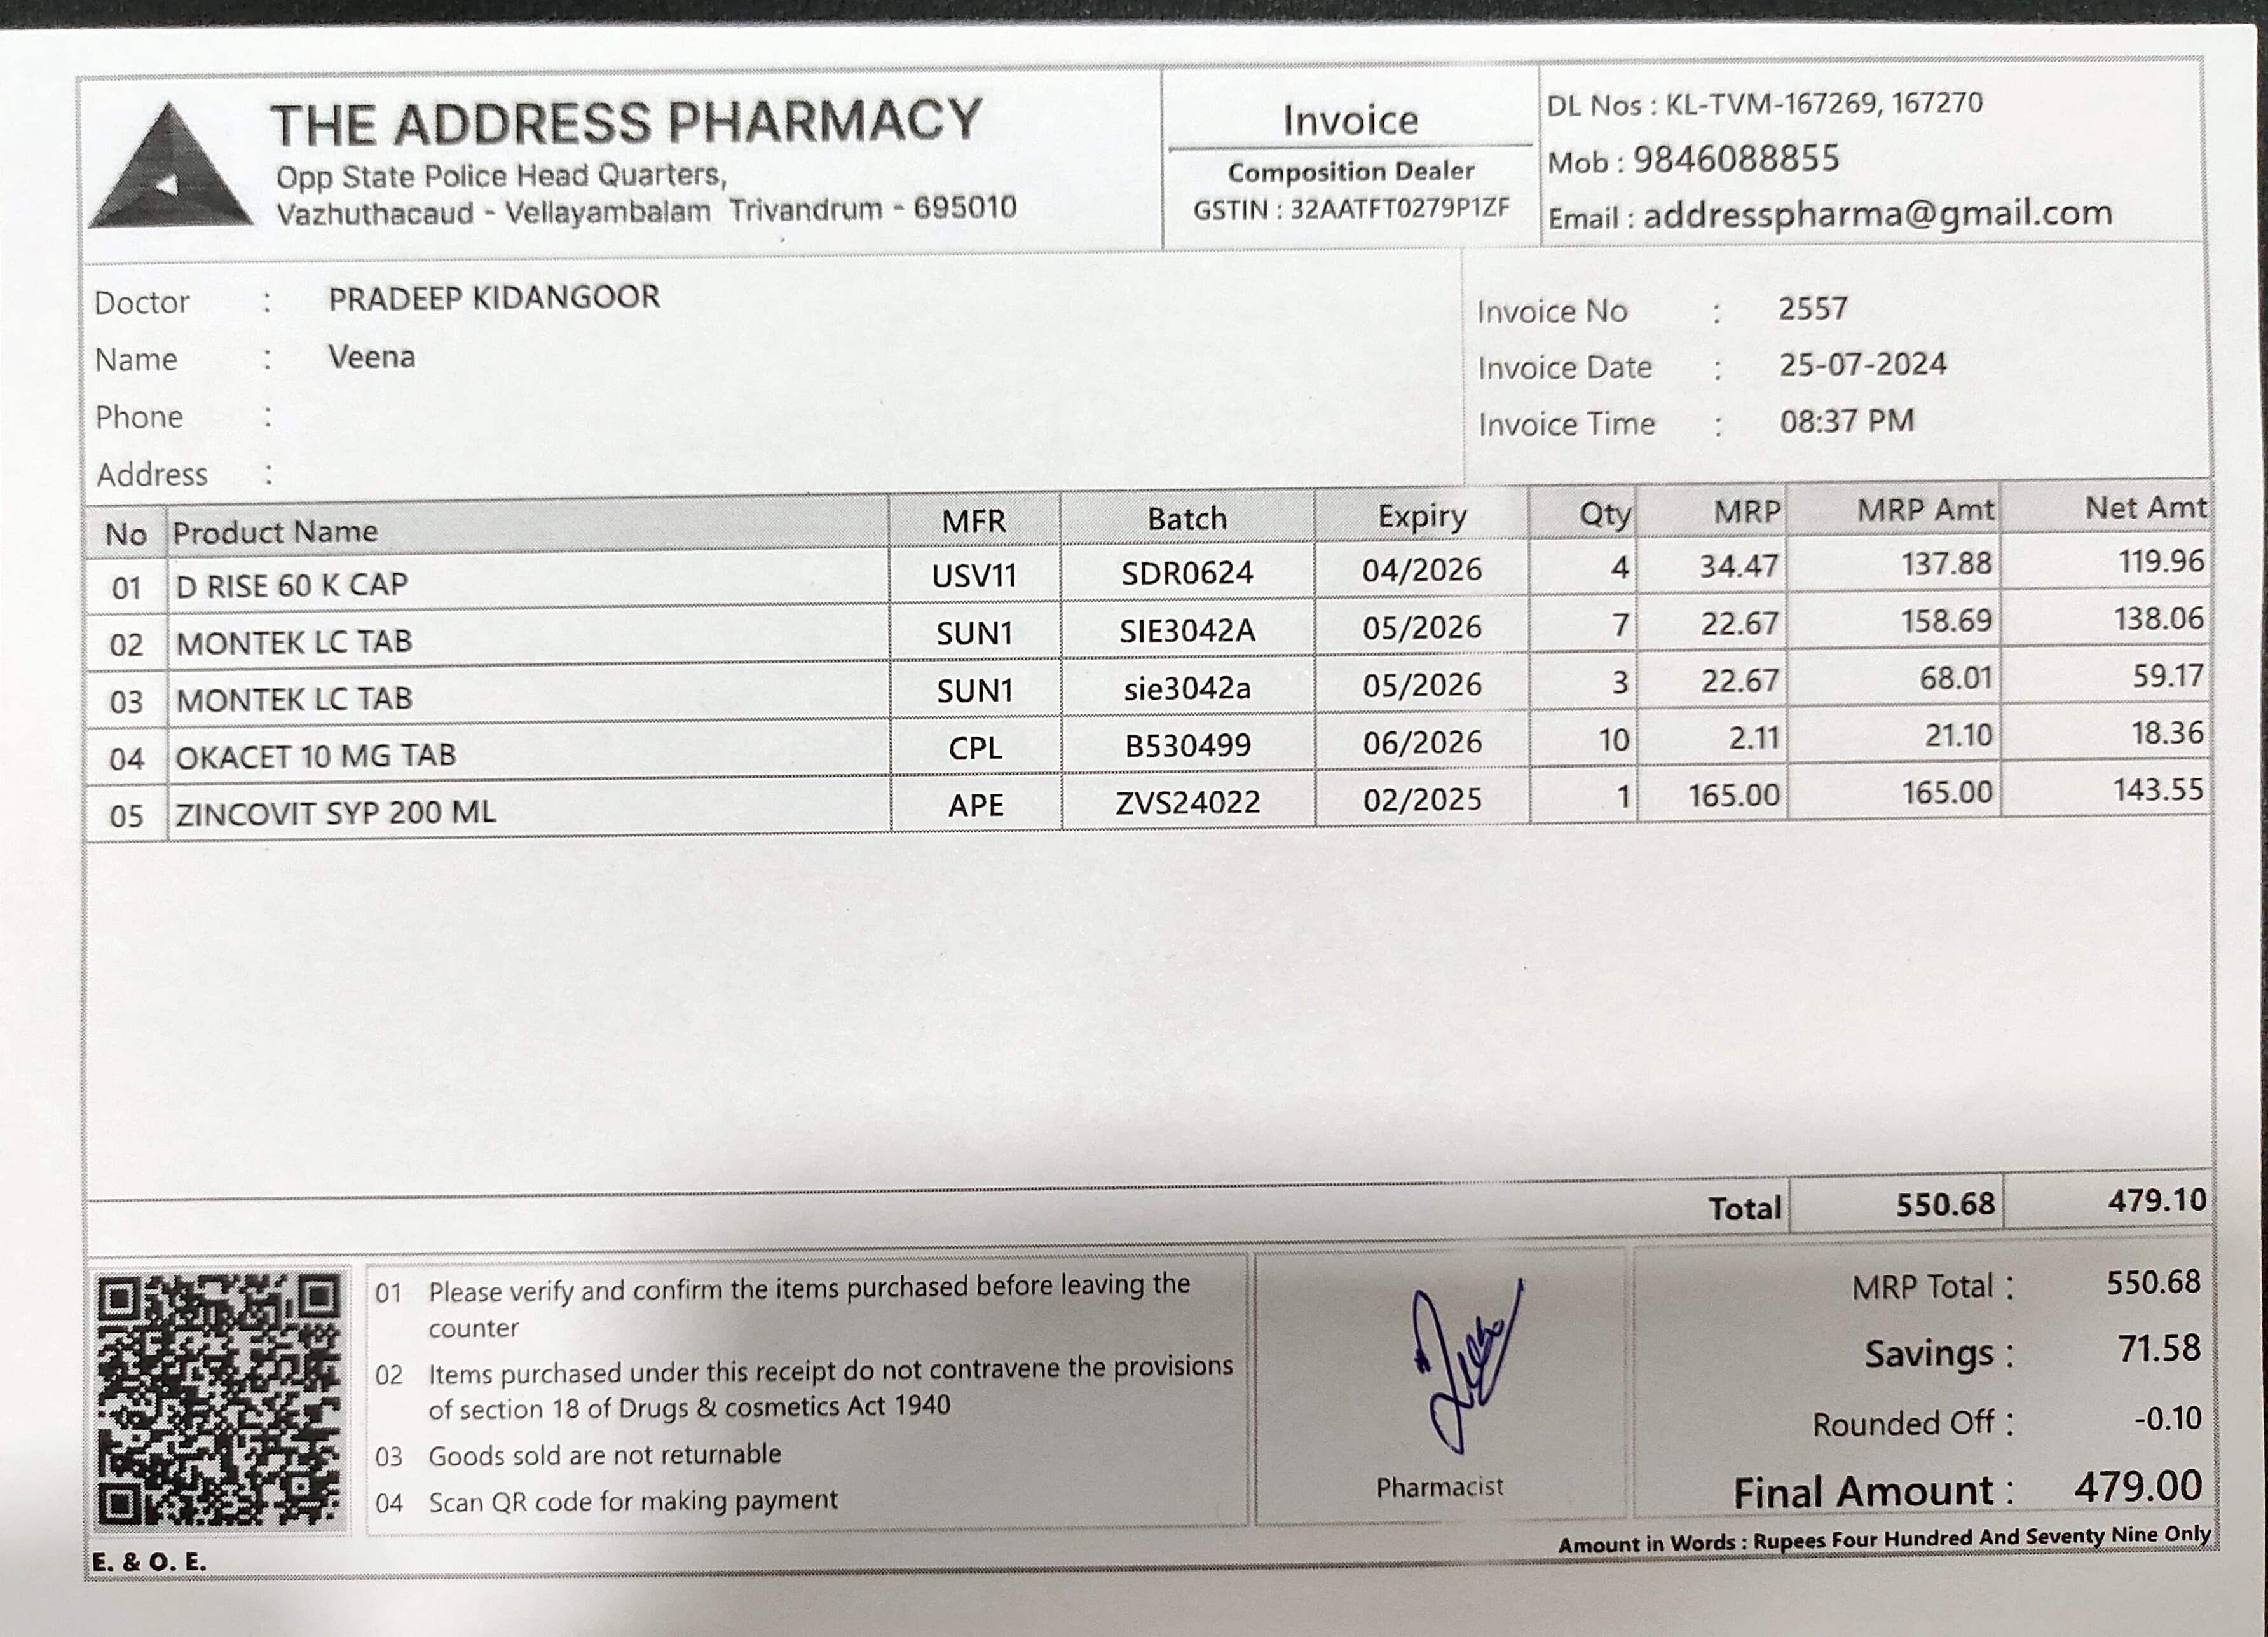 THE ADDRESS PHARMACY
Opp State Police Head Quarters,
Vazhuthacaud - Vellayambalam Trivandrum - 695010
Invoice
Composition Dealer
GSTIN : 32AATFT0279P1ZF
DL Nos : KL-TVM-167269, 167270
Mob : 9846088855
Email : addresspharma@gmail.com
Doctor : PRADEEP KIDANGOOR
Name : Veena
Phone :
Address :
Invoice No : 2557
Invoice Date : 25-07-2024
Invoice Time : 08:37 PM
No Product Name MFR Batch Expiry Qty MRP MRP Amt Net Amt
01 D RISE 60 K CAP USV11 SDR0624 04/2026 4 34.47 137.88 119.96
02 MONTEK LC TAB SUN1 SIE3042A 05/2026 7 22.67 158.69 138.06
03 MONTEK LC TAB SUN1 sie3042a 05/2026 3 22.67 68.01 59.17
04 OKACET 10 MG TAB CPL B530499 06/2026 10 2.11 21.10 18.36
05 ZINCOVIT SYP 200 ML APE ZVS24022 02/2025 1 165.00 165.00 143.55
Total 550.68 479.10
01 Please verify and confirm the items purchased before leaving the
counter
02 Items purchased under this receipt do not contravene the provisions
of section 18 of Drugs & cosmetics Act 1940
03 Goods sold are not returnable
04 Scan QR code for making payment
Pharmacist
MRP Total : 550.68
Savings : 71.58
Rounded Off : -0.10
Final Amount : 479.00
Amount in Words : Rupees Four Hundred And Seventy Nine Only
E. & O. E.